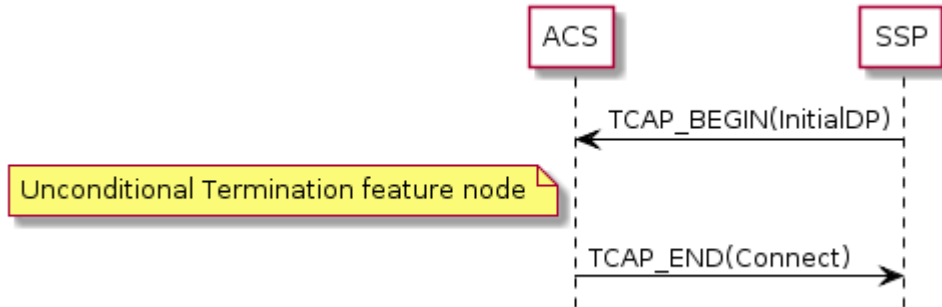 ACS
SSP
TCAP_BEGIN(InitialDP)
Unconditional Termination feature node
TCAP_END(Connect)